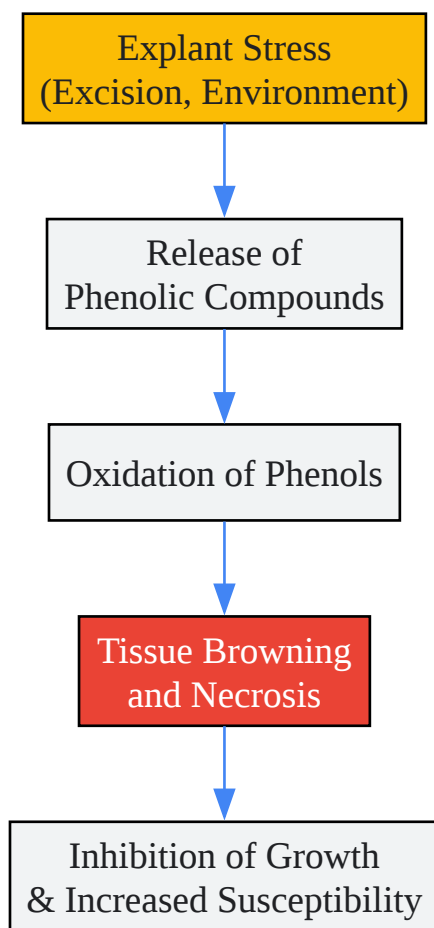 Explant Stress
(Excision, Environment)
Release of
Phenolic Compounds
Oxidation of Phenols
Tissue Browning
and Necrosis
Inhibition of Growth
& Increased Susceptibility